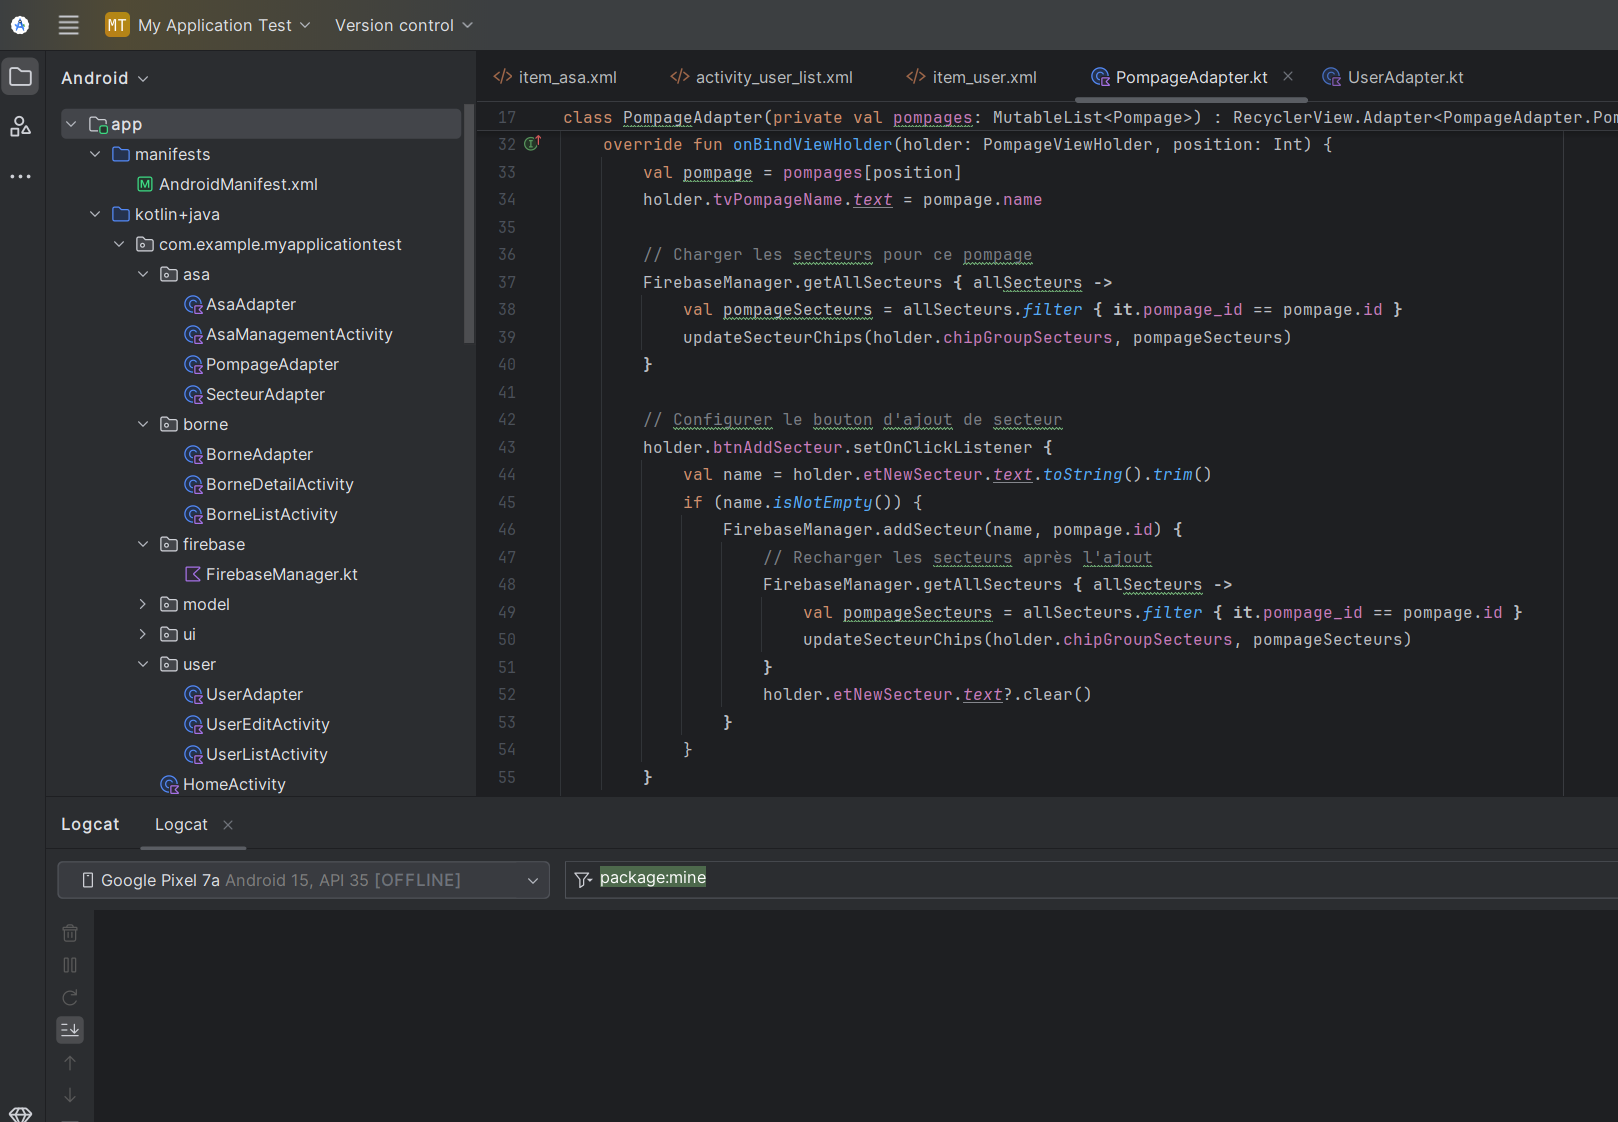 MT My Application Test Version control
Android
app
manifests
AndroidManifest.xml
kotlin+java
com.example.myapplicationtest
asa
AsaAdapter
AsaManagementActivity
PompageAdapter
SecteurAdapter
borne
BorneAdapter
BorneDetailActivity
BorneListActivity
firebase
FirebaseManager.kt
model
ui
user
UserAdapter
UserEditActivity
UserListActivity
HomeActivity
item_asa.xml activity_user_list.xml item_user.xml PompageAdapter.kt UserAdapter.kt
17 class PompageAdapter(private val pompages: MutableList<Pompage>) : RecyclerView.Adapter<PompageAdapter.Pom
32 override fun onBindViewHolder(holder: PompageViewHolder, position: Int) {
33 val pompage = pompages[position]
34 holder.tvPompageName.text = pompage.name
35
36 // Charger les secteurs pour ce pompage
37 FirebaseManager.getAllSecteurs { allSecteurs ->
38 val pompageSecteurs = allSecteurs.filter { it.pompage_id == pompage.id }
39 updateSecteurChips(holder.chipGroupSecteurs, pompageSecteurs)
40 }
41
42 // Configurer le bouton d'ajout de secteur
43 holder.btnAddSecteur.setOnClickListener {
44 val name = holder.etNewSecteur.text.toString().trim()
45 if (name.isNotEmpty()) {
46 FirebaseManager.addSecteur(name, pompage.id) {
47 // Recharger les secteurs après l'ajout
48 FirebaseManager.getAllSecteurs { allSecteurs ->
49 val pompageSecteurs = allSecteurs.filter { it.pompage_id == pompage.id }
50 updateSecteurChips(holder.chipGroupSecteurs, pompageSecteurs)
51 }
52 holder.etNewSecteur.text?.clear()
53 }
54 }
55 }
Logcat Logcat
Google Pixel 7a Android 15, API 35 [OFFLINE] package:mine